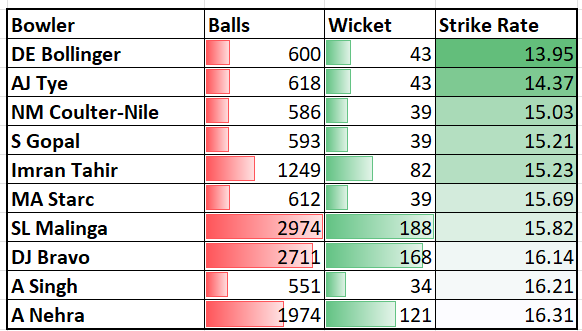 Bowler Balls Wicket Strike Rate
DE Bollinger 600 43 13.95
AJ Tye 618 43 14.37
NM Coulter-Nile 586 39 15.03
S Gopal 593 39 15.21
Imran Tahir 1249 82 15.23
MA Starc 612 39 15.69
SL Malinga 2974 188 15.82
DJ Bravo 2711 168 16.14
A Singh 551 34 16.21
A Nehra 1974 121 16.31